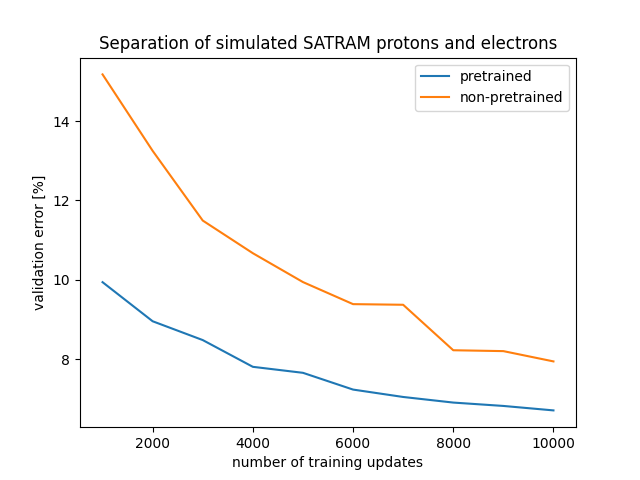 Separation of simulated SATRAM protons and electrons
pretrained
non-pretrained
validation error [%]
14
12
10
8
2000 4000 6000 8000 10000
number of training updates